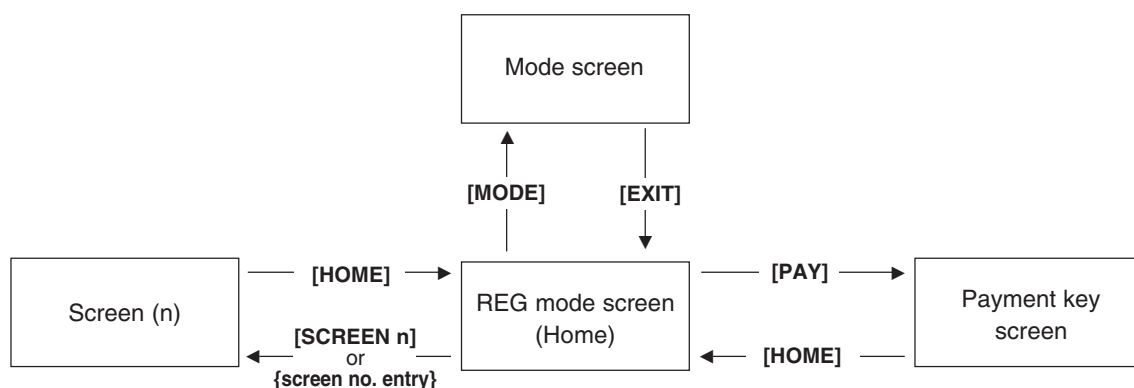 Mode screen
[MODE]
[EXIT]
Screen (n)
[HOME]
[SCREEN n]
or
{screen no. entry}
REG mode screen
(Home)
[PAY]
[HOME]
Payment key
screen